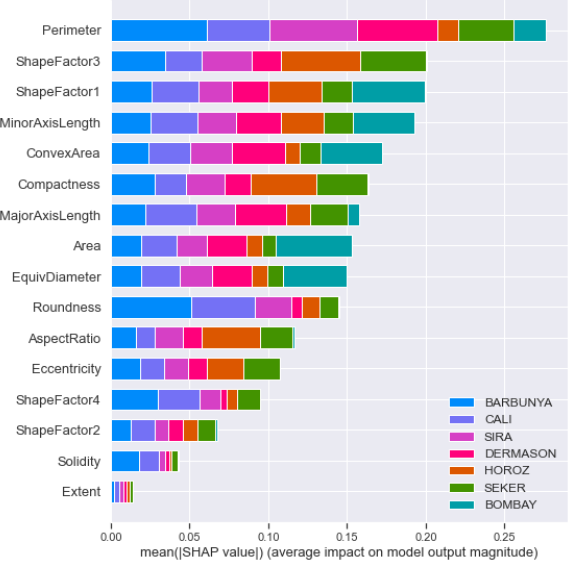 Perimeter
ShapeFactor3
ShapeFactor1
MinorAxisLength
ConvexArea
Compactness
MajorAxisLength
Area
EquivDiameter
Roundness
AspectRatio
Eccentricity
ShapeFactor4
ShapeFactor2
Solidity
Extent
BARBUNYA
CALI
SIRA
DERMASON
HOROZ
SEKER
BOMBAY
0.00 0.05 0.10 0.15 0.20 0.25
mean(|SHAP value|) (average impact on model output magnitude)